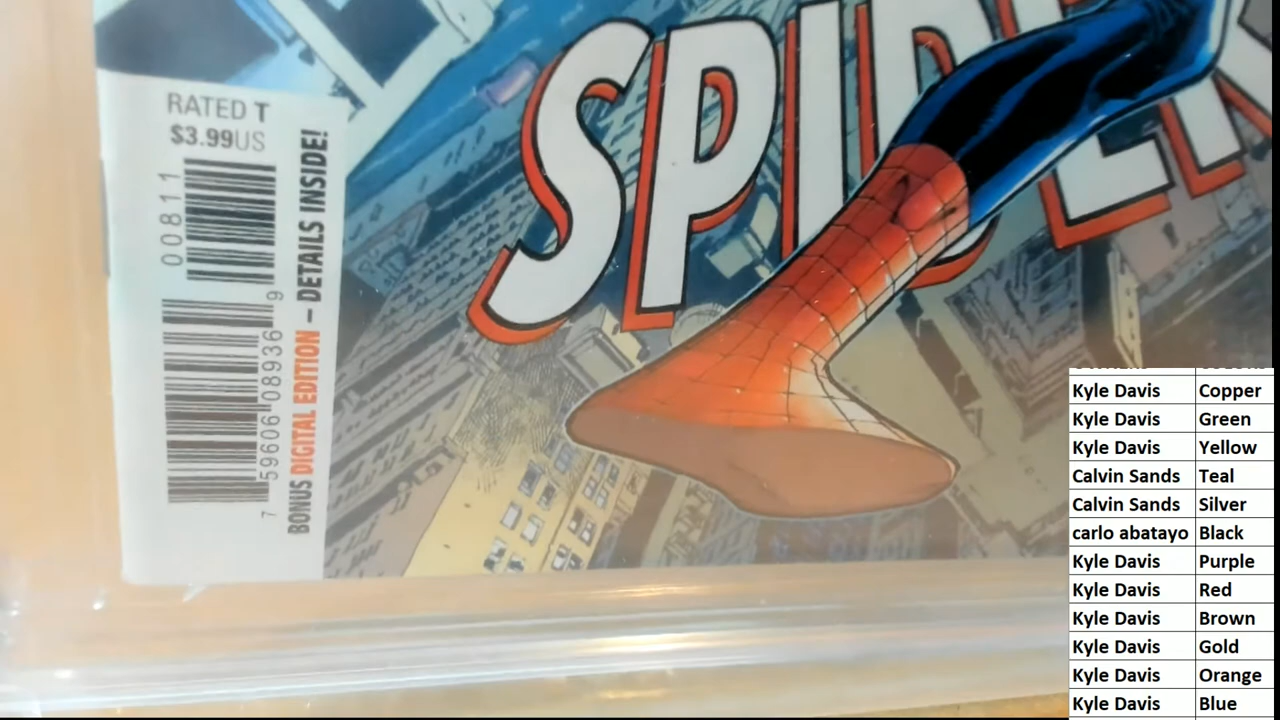 RATED T
$3.99US
00811
7 59606 08936 9
BONUS DIGITAL EDITION – DETAILS INSIDE!
SPIDER
Kyle Davis Copper
Kyle Davis Green
Kyle Davis Yellow
Calvin Sands Teal
Calvin Sands Silver
carlo abatayo Black
Kyle Davis Purple
Kyle Davis Red
Kyle Davis Brown
Kyle Davis Gold
Kyle Davis Orange
Kyle Davis Blue